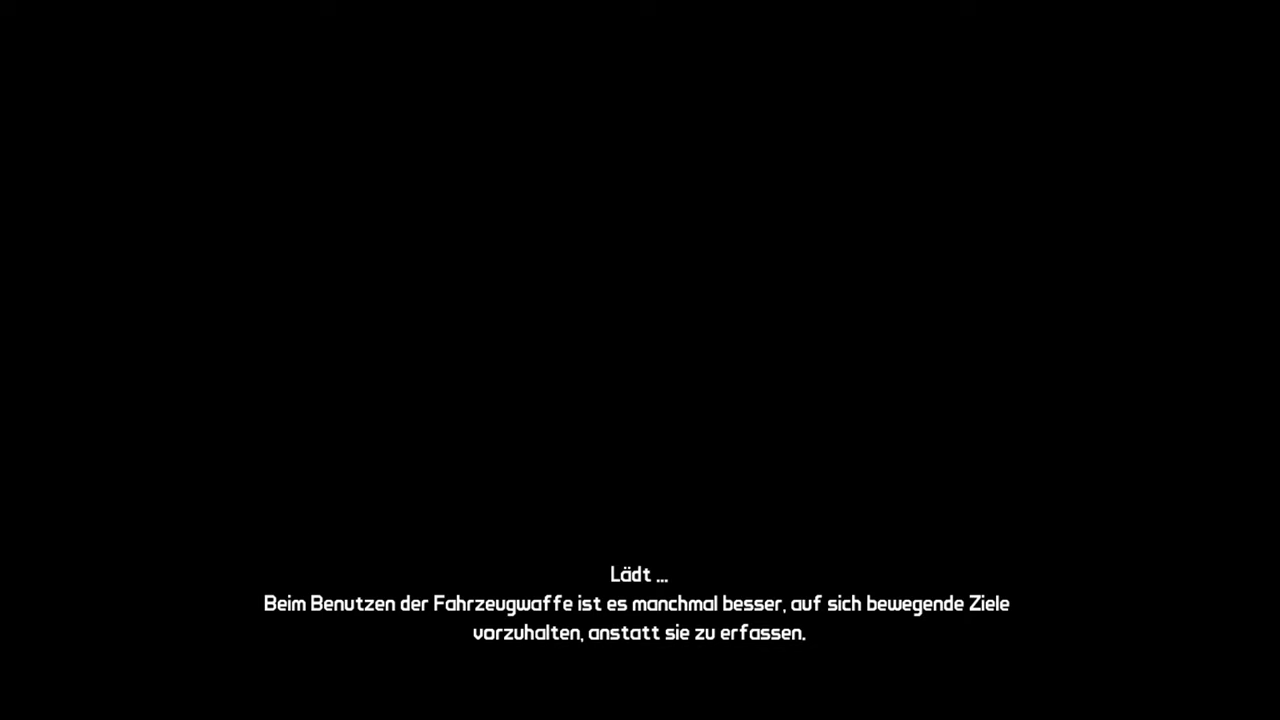 Lädt ...
Beim Benutzen der Fahrzeugwaffe ist es manchmal besser, auf sich bewegende Ziele
vorzuhalten, anstatt sie zu erfassen.